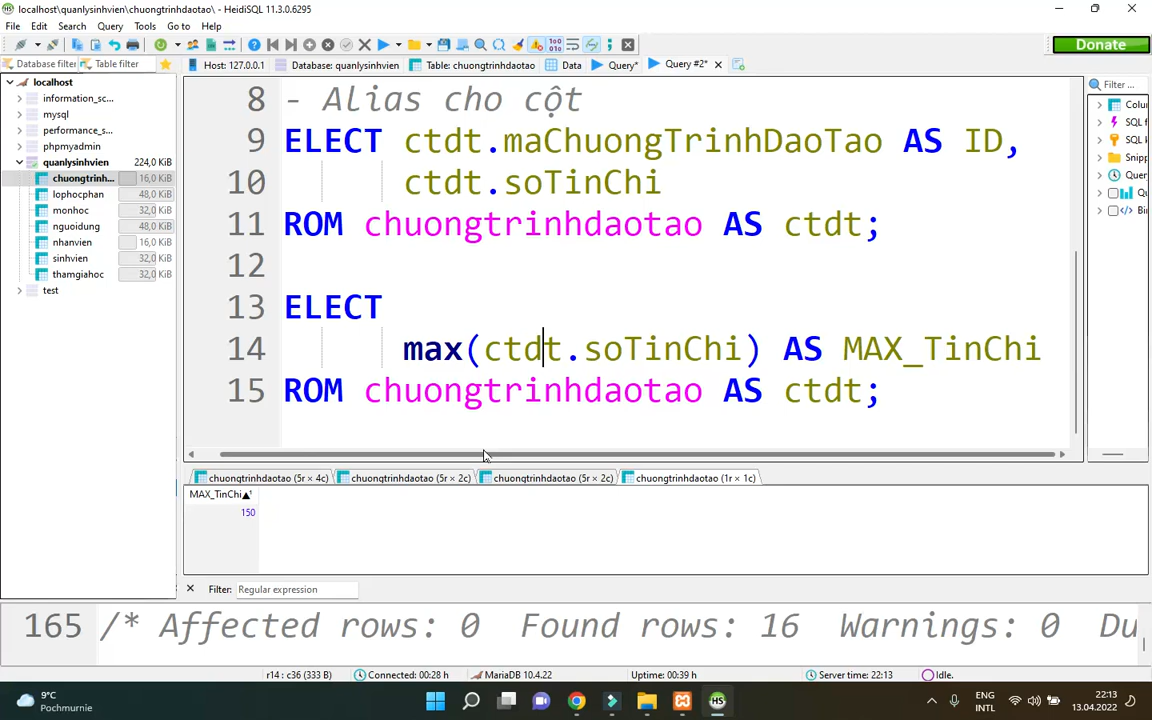 localhost\quanlysinhvien\chuongtrinhdaotao\ - HeidiSQL 11.3.0.6295
File Edit Search Query Tools Go to Help
Donate
Database filter Table filter
Host: 127.0.0.1 Database: quanlysinhvien Table: chuongtrinhdaotao Data Query* Query #2*
localhost
information_sc...
mysql
performance_s...
phpmyadmin
quanlysinhvien 224,0 KiB
chuongtrinh... 16,0 KiB
lophocphan 48,0 KiB
monhoc 32,0 KiB
nguoidung 48,0 KiB
nhanvien 16,0 KiB
sinhvien 32,0 KiB
thamgiahoc 32,0 KiB
test
8 - Alias cho cột
9 ELECT ctdt.maChuongTrinhDaoTao AS ID,
10 ctdt.soTinChi
11 ROM chuongtrinhdaotao AS ctdt;
12
13 ELECT
14 max(ctdt.soTinChi) AS MAX_TinChi
15 ROM chuongtrinhdaotao AS ctdt;
Filter ...
Colu
SQL f
SQL k
Snipp
Query
Qu
Bin
chuongtrinhdaotao (5r × 4c) chuongtrinhdaotao (5r × 2c) chuongtrinhdaotao (5r × 2c) chuongtrinhdaotao (1r × 1c)
MAX_TinChi
150
Filter: Regular expression
165 /* Affected rows: 0 Found rows: 16 Warnings: 0 Du
r14 : c36 (333 B) Connected: 00:28 h MariaDB 10.4.22 Uptime: 00:39 h Server time: 22:13 Idle.
9°C
Pochmurnie
ENG
INTL
22:13
13.04.2022